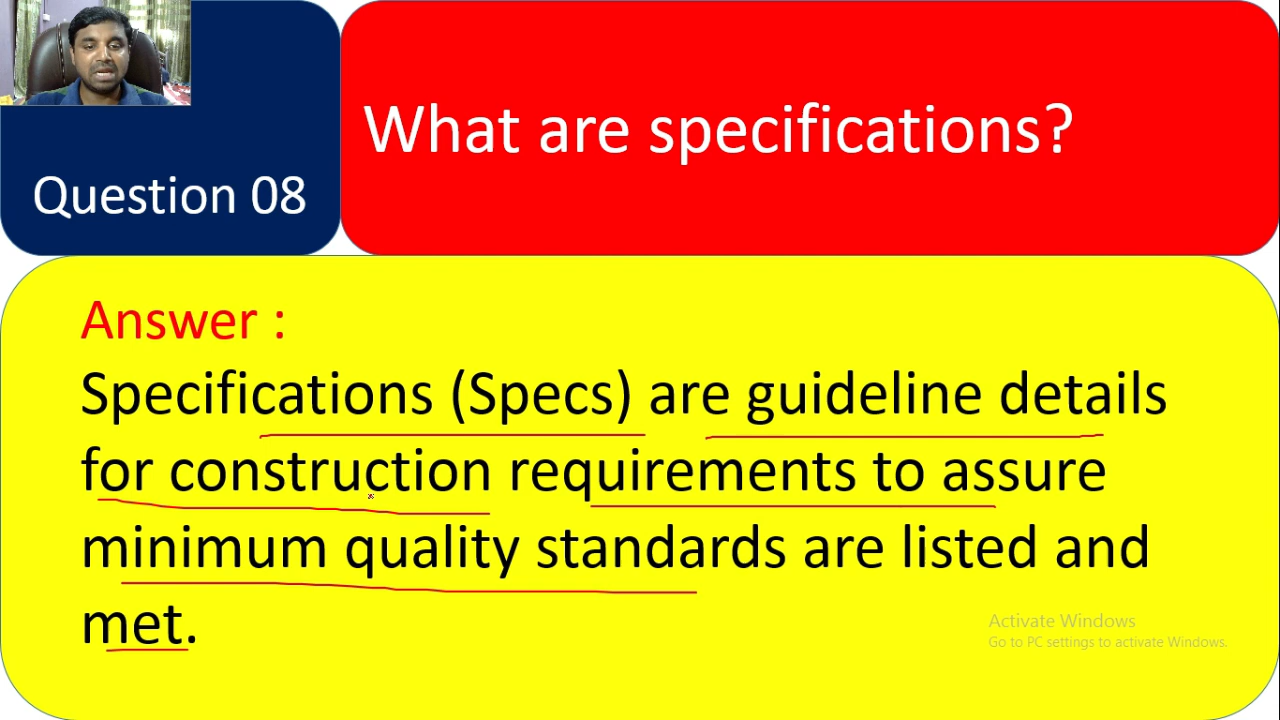 Question 08
What are specifications?
Answer :
Specifications (Specs) are guideline details
for construction requirements to assure
minimum quality standards are listed and
met.
Activate Windows
Go to PC settings to activate Windows.